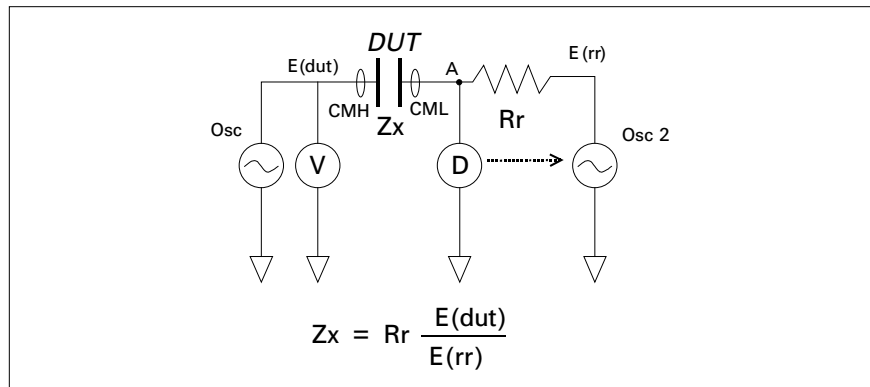 DUT
E(dut)
A
E(rr)
CMH
CML
Zx
Rr
Osc
V
D
Osc 2
Zx = Rr E(dut)
E(rr)